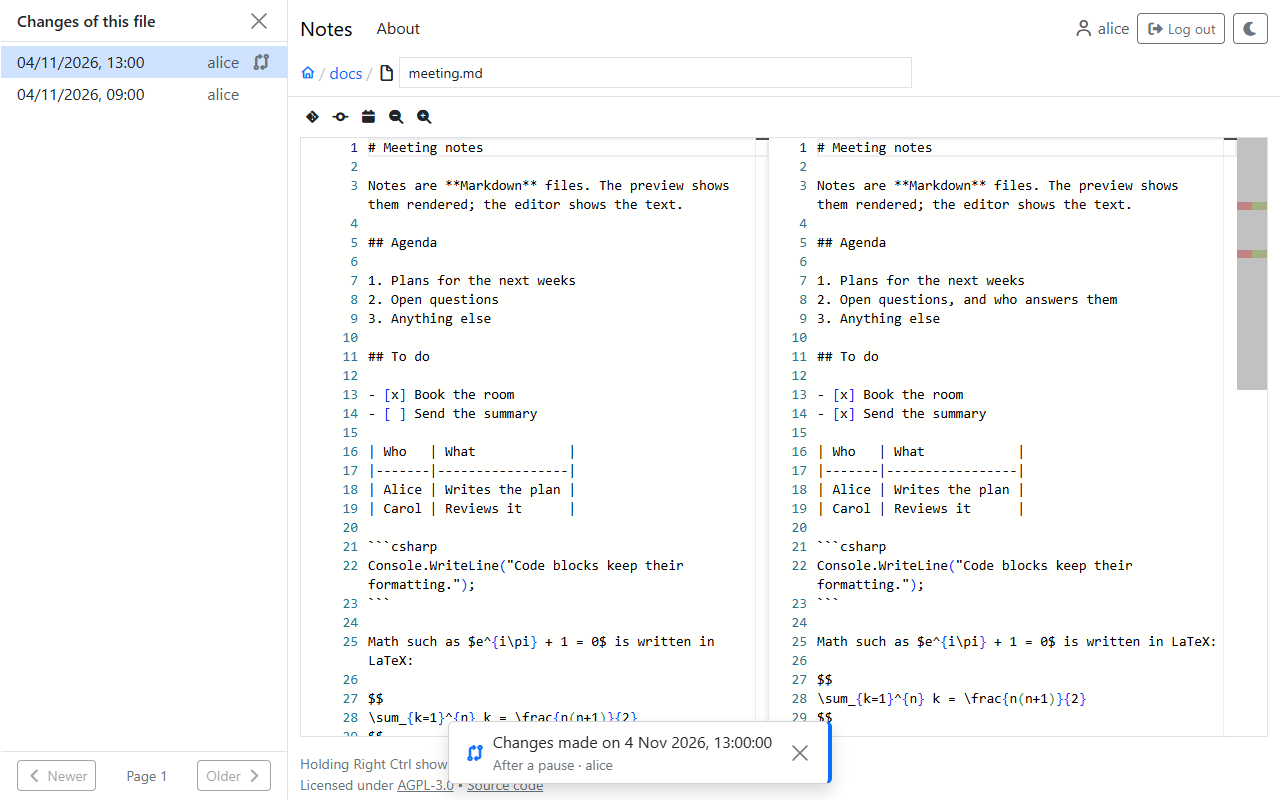 Changes of this file
04/11/2026, 13:00 alice
04/11/2026, 09:00 alice
Newer Page 1 Older
Notes About alice Log out
/ docs / meeting.md
1 # Meeting notes
2
3 Notes are **Markdown** files. The preview shows
them rendered; the editor shows the text.
4
5 ## Agenda
6
7 1. Plans for the next weeks
8 2. Open questions
9 3. Anything else
10
11 ## To do
12
13 - [x] Book the room
14 - [ ] Send the summary
15
16 | Who   | What            |
17 |-------|-----------------|
18 | Alice | Writes the plan |
19 | Carol | Reviews it      |
20
21 ```csharp
22 Console.WriteLine("Code blocks keep their
formatting.");
23 ```
24
25 Math such as $e^{i\pi} + 1 = 0$ is written in
LaTeX:
26
27 $$
28 \sum_{k=1}^{n} k = \frac{n(n+1)}{2}
29 $$
1 # Meeting notes
2
3 Notes are **Markdown** files. The preview shows
them rendered; the editor shows the text.
4
5 ## Agenda
6
7 1. Plans for the next weeks
8 2. Open questions, and who answers them
9 3. Anything else
10
11 ## To do
12
13 - [x] Book the room
14 - [x] Send the summary
15
16 | Who   | What            |
17 |-------|-----------------|
18 | Alice | Writes the plan |
19 | Carol | Reviews it      |
20
21 ```csharp
22 Console.WriteLine("Code blocks keep their
formatting.");
23 ```
24
25 Math such as $e^{i\pi} + 1 = 0$ is written in LaTeX:
26
27 $$
28 \sum_{k=1}^{n} k = \frac{n(n+1)}{2}
29 $$
Changes made on 4 Nov 2026, 13:00:00
After a pause · alice
Holding Right Ctrl show
Licensed under AGPL-3.0 • Source code